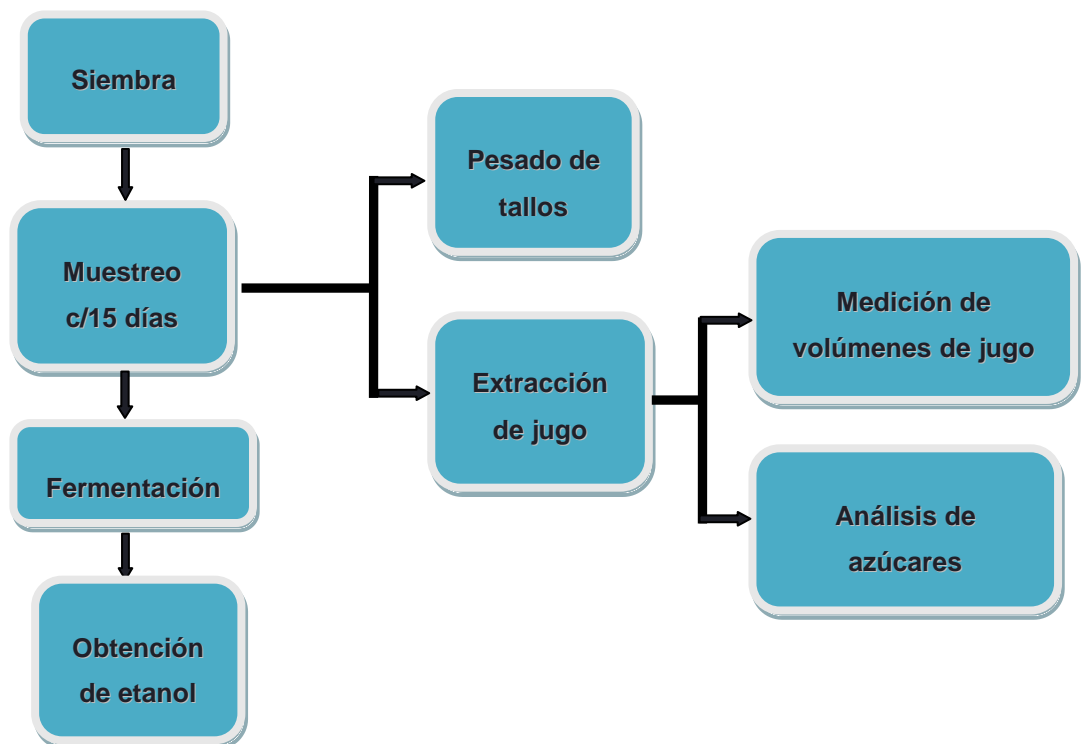 Siembra
Muestreo
c/15 días
Fermentación
Obtención
de etanol
Pesado de
tallos
Extracción
de jugo
Medición de
volúmenes de jugo
Análisis de
azúcares